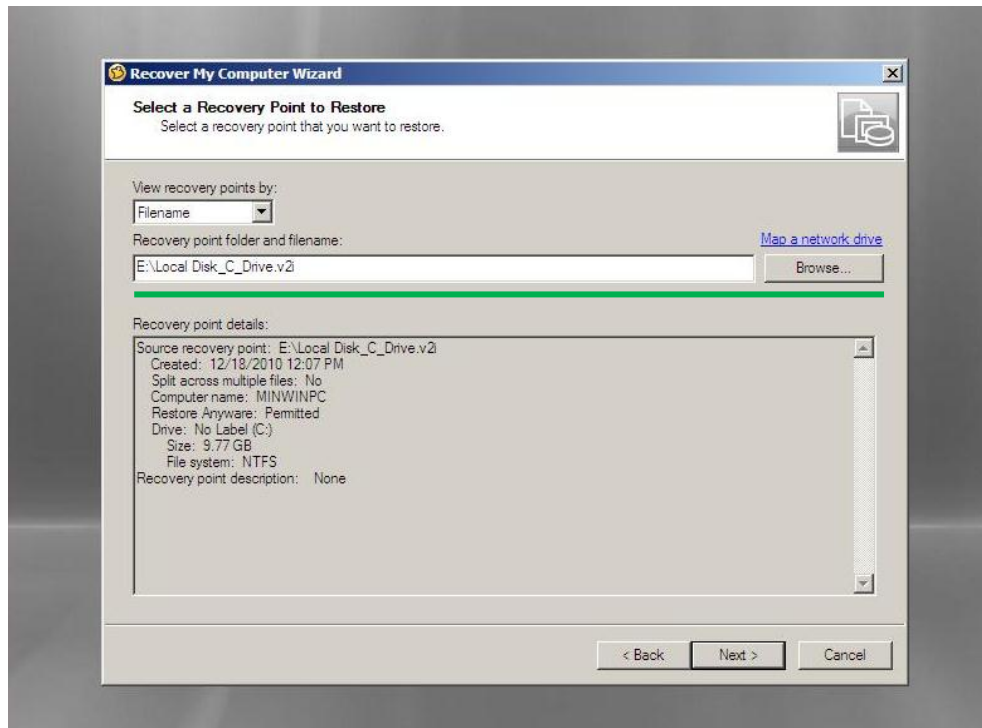 Recover My Computer Wizard
Select a Recovery Point to Restore
Select a recovery point that you want to restore.
View recovery points by:
Filename
Recovery point folder and filename:
Map a network drive
E:\Local Disk_C_Drive.v2i
Browse...
Recovery point details:
Source recovery point: E:\Local Disk_C_Drive.v2i
Created: 12/18/2010 12:07 PM
Split across multiple files: No
Computer name: MINWINPC
Restore Anyware: Permitted
Drive: No Label (C:)
Size: 9.77 GB
File system: NTFS
Recovery point description: None
< Back
Next >
Cancel